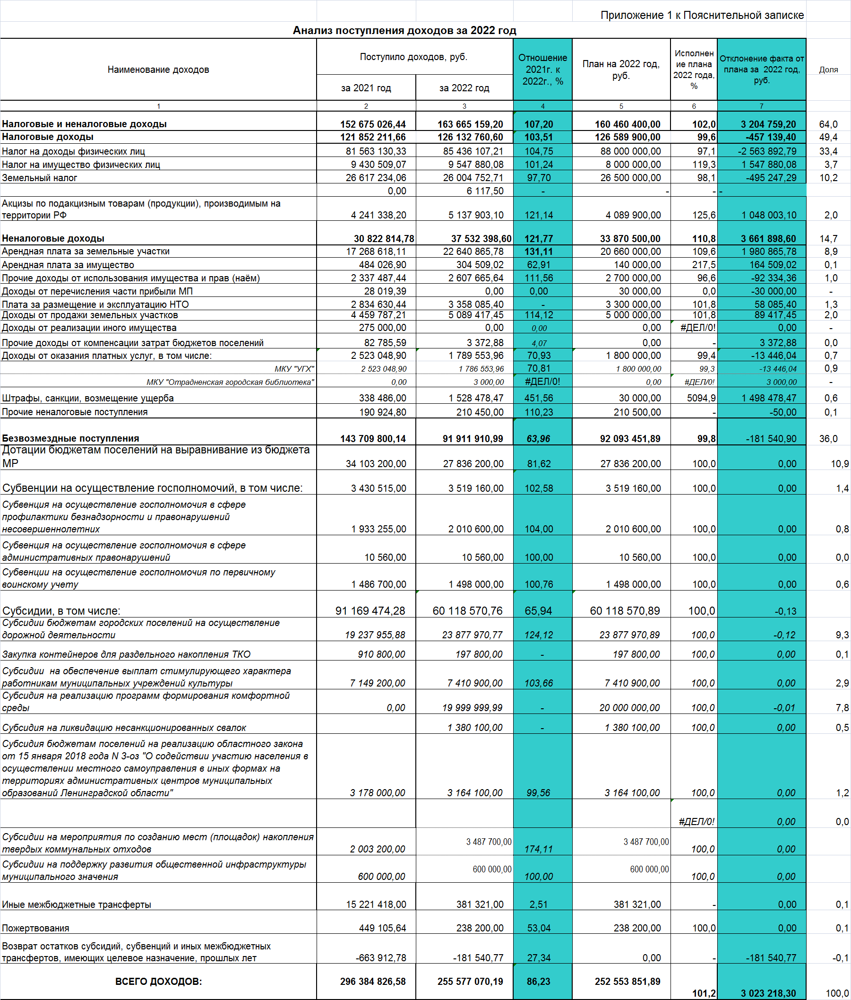 Приложение 1 к Пояснительной записке
Анализ поступления доходов за 2022 год
Наименование доходов
Поступило доходов, руб.
за 2021 год
за 2022 год
Отношение
2021г. к
2022г., %
План на 2022 год,
руб.
Исполнен
ие плана
2022 года,
%
Отклонение факта от
плана за  2022 год,
руб.
Доля
1 2 3 4 5 6 7
Налоговые и неналоговые доходы 152 675 026,44 163 665 159,20 107,20 160 460 400,00 102,0 3 204 759,20 64,0
Налоговые доходы 121 852 211,66 126 132 760,60 103,51 126 589 900,00 99,6 -457 139,40 49,4
Налог на доходы физических лиц 81 563 130,33 85 436 107,21 104,75 88 000 000,00 97,1 -2 563 892,79 33,4
Налог на имущество физических лиц 9 430 509,07 9 547 880,08 101,24 8 000 000,00 119,3 1 547 880,08 3,7
Земельный налог 26 617 234,06 26 004 752,71 97,70 26 500 000,00 98,1 -495 247,29 10,2
0,00 6 117,50 - - - -
Акцизы по подакцизным товарам (продукции), производимым на
территории РФ 4 241 338,20 5 137 903,10 121,14 4 089 900,00 125,6 1 048 003,10 2,0
Неналоговые доходы 30 822 814,78 37 532 398,60 121,77 33 870 500,00 110,8 3 661 898,60 14,7
Арендная плата за земельные участки 17 268 618,11 22 640 865,78 131,11 20 660 000,00 109,6 1 980 865,78 8,9
Арендная плата за имущество 484 026,90 304 509,02 62,91 140 000,00 217,5 164 509,02 0,1
Прочие доходы от использования имущества и прав (наём) 2 337 487,44 2 607 665,64 111,56 2 700 000,00 96,6 -92 334,36 1,0
Доходы от перечисления части прибыли МП 28 019,39 0,00 0,00 30 000,00 0,0 -30 000,00 -
Плата за размещение и эксплуатацию НТО 2 834 630,44 3 358 085,40 - 3 300 000,00 101,8 58 085,40 1,3
Доходы от продажи земельных участков 4 459 787,21 5 089 417,45 114,12 5 000 000,00 101,8 89 417,45 2,0
Доходы от реализации иного имущества 275 000,00 0,00 0,00 0,00 #ДЕЛ/0! 0,00 -
Прочие доходы от компенсации затрат бюджетов поселений 82 785,59 3 372,88 4,07 0,00 - 3 372,88 0,0
Доходы от оказания платных услуг, в том числе: 2 523 048,90 1 789 553,96 70,93 1 800 000,00 99,4 -13 446,04 0,7
МКУ "УГХ" 2 523 048,90 1 786 553,96 70,81 1 800 000,00 99,3 -13 446,04 0,9
МКУ "Отрадненская городская библиотека" 0,00 3 000,00 #ДЕЛ/0! 0,00 #ДЕЛ/0! 3 000,00 -
Штрафы, санкции, возмещение ущерба 338 486,00 1 528 478,47 451,56 30 000,00 5094,9 1 498 478,47 0,6
Прочие неналоговые поступления 190 924,80 210 450,00 110,23 210 500,00 - -50,00 0,1
Безвозмездные поступления 143 709 800,14 91 911 910,99 63,96 92 093 451,89 99,8 -181 540,90 36,0
Дотации бюджетам поселений на выравнивание из бюджета
МР 34 103 200,00 27 836 200,00 81,62 27 836 200,00 100,0 0,00 10,9
Субвенции на осуществление госполномочий, в том числе: 3 430 515,00 3 519 160,00 102,58 3 519 160,00 100,0 0,00 1,4
Субвенция на осуществление госполномочия в сфере
профилактики безнадзорности и правонарушений
несовершеннолетних 1 933 255,00 2 010 600,00 104,00 2 010 600,00 100,0 0,00 0,8
Субвенция на осуществление госполномочия в сфере
административных правонарушений 10 560,00 10 560,00 100,00 10 560,00 100,0 0,00 0,0
Субвенции на осуществление госполномочия по первичному
воинскому учету 1 486 700,00 1 498 000,00 100,76 1 498 000,00 100,0 0,00 0,6
Субсидии, в том числе: 91 169 474,28 60 118 570,76 65,94 60 118 570,89 100,0 -0,13
Субсидии бюджетам городских поселений на осуществление
дорожной деятельности 19 237 955,88 23 877 970,77 124,12 23 877 970,89 100,0 -0,12 9,3
Закупка контейнеров для раздельного накопления ТКО 910 800,00 197 800,00 - 197 800,00 100,0 0,00 0,1
Субсидии  на обеспечение выплат стимулирующего характера
работникам муниципальных учреждений культуры 7 149 200,00 7 410 900,00 103,66 7 410 900,00 100,0 0,00 2,9
Субсидия на реализацию программ формирования комфортной
среды 0,00 19 999 999,99 - 20 000 000,00 100,0 -0,01 7,8
Субсидия на ликвидацию несанкционированных свалок 1 380 100,00 - 1 380 100,00 100,0 0,00 0,5
Субсидия бюджетам поселений на реализацию областного закона
от 15 января 2018 года N 3-оз "О содействии участию населения в
осуществлении местного самоуправления в иных формах на
территориях административных центров муниципальных
образований Ленинградской области" 3 178 000,00 3 164 100,00 99,56 3 164 100,00 100,0 0,00 1,2
#ДЕЛ/0! 0,00 0,0
Субсидии на мероприятия по созданию мест (площадок) накопления
твердых коммунальных отходов 2 003 200,00 3 487 700,00 174,11 3 487 700,00 100,0 0,00
Субсидии на поддержку развития общественной инфраструктуры
муниципального значения 600 000,00 600 000,00 100,00 600 000,00 100,0 0,00
Иные межбюджетные трансферты 15 221 418,00 381 321,00 2,51 381 321,00 - 0,00 0,1
Пожертвования 449 105,64 238 200,00 53,04 238 200,00 100,0 0,00 0,1
Возврат остатков субсидий, субвенций и иных межбюджетных
трансфертов, имеющих целевое назначение, прошлых лет -663 912,78 -181 540,77 27,34 0,00 - -181 540,77 -0,1
ВСЕГО ДОХОДОВ: 296 384 826,58 255 577 070,19 86,23 252 553 851,89 101,2 3 023 218,30 100,0